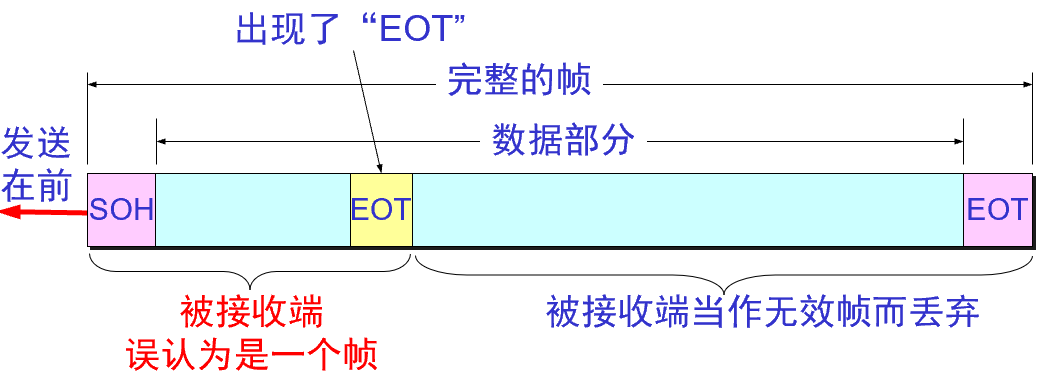 出现了“EOT”
完整的帧
数据部分
发送
在前
SOH
EOT
EOT
被接收端
误认为是一个帧
被接收端当作无效帧而丢弃